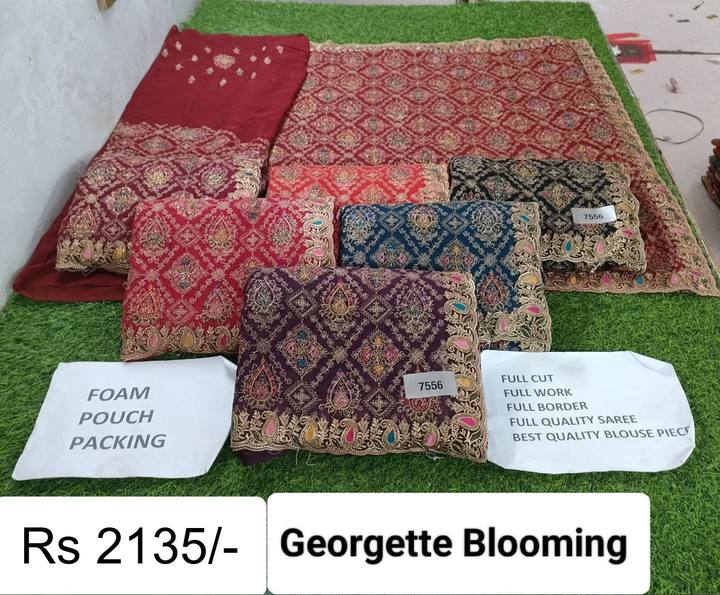 7556
7556
FOAM
POUCH
PACKING
FULL CUT
FULL WORK
FULL BORDER
FULL QUALITY SAREE
BEST QUALITY BLOUSE PIECE
Rs 2135/-
Georgette Blooming